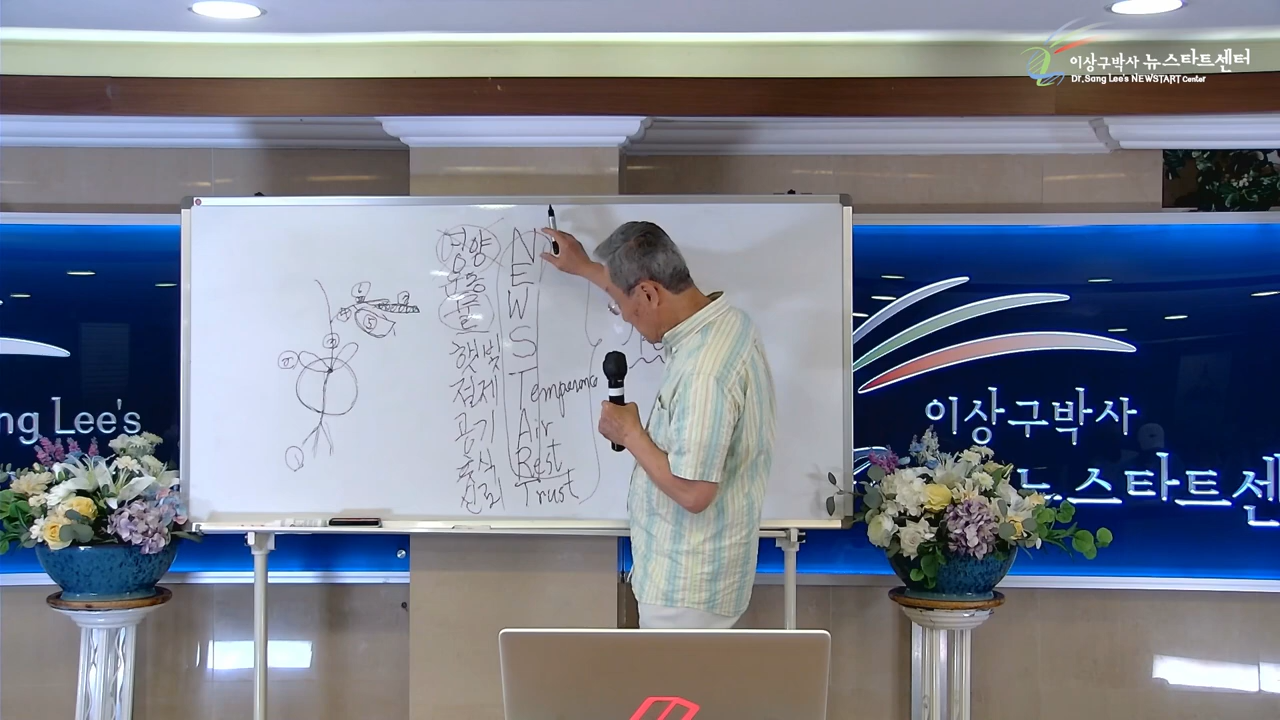 이상구박사 뉴스타트센터
Dr.Sang Lee's NEWSTART Center
영양 N
운동 E
물 W
햇빛 S
절제 Temperance
공기 Air
휴식 Rest
신뢰 Trust
ng Lee's
이상구박사
뉴스타트센